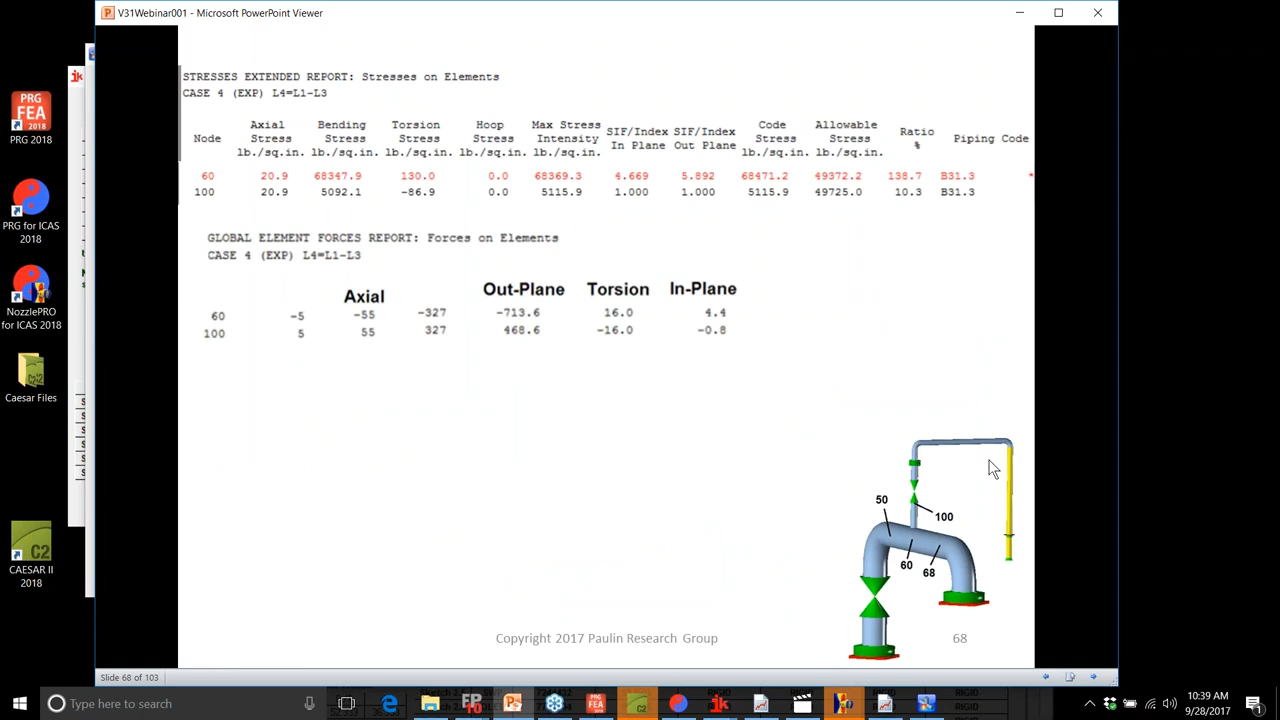 V31Webinar001 - Microsoft PowerPoint Viewer
STRESSES EXTENDED REPORT: Stresses on Elements
CASE 4 (EXP) L4=L1-L3
Node Axial Stress lb./sq.in. Bending Stress lb./sq.in. Torsion Stress lb./sq.in. Hoop Stress lb./sq.in. Max Stress Intensity lb./sq.in. SIF/Index In Plane SIF/Index Out Plane Code Stress lb./sq.in. Allowable Stress lb./sq.in. Ratio % Piping Code
60 20.9 68347.9 130.0 0.0 68369.3 4.669 5.892 68471.2 49372.2 138.7 B31.3 *
100 20.9 5092.1 -86.9 0.0 5115.9 1.000 1.000 5115.9 49725.0 10.3 B31.3
GLOBAL ELEMENT FORCES REPORT: Forces on Elements
CASE 4 (EXP) L4=L1-L3
Axial Out-Plane Torsion In-Plane
60 -5 -55 -327 -713.6 16.0 4.4
100 5 55 327 468.6 -16.0 -0.8
50
100
60
68
Copyright 2017 Paulin Research Group
68
Slide 68 of 103
PRG
FEA
2018
PRG 2018
PRG for ICAS
2018
NozzlePRO
for ICAS 2018
Caesar Files
C2
CAESAR II
2018
ik
Type here to search
10:39 AM
9/28/2017